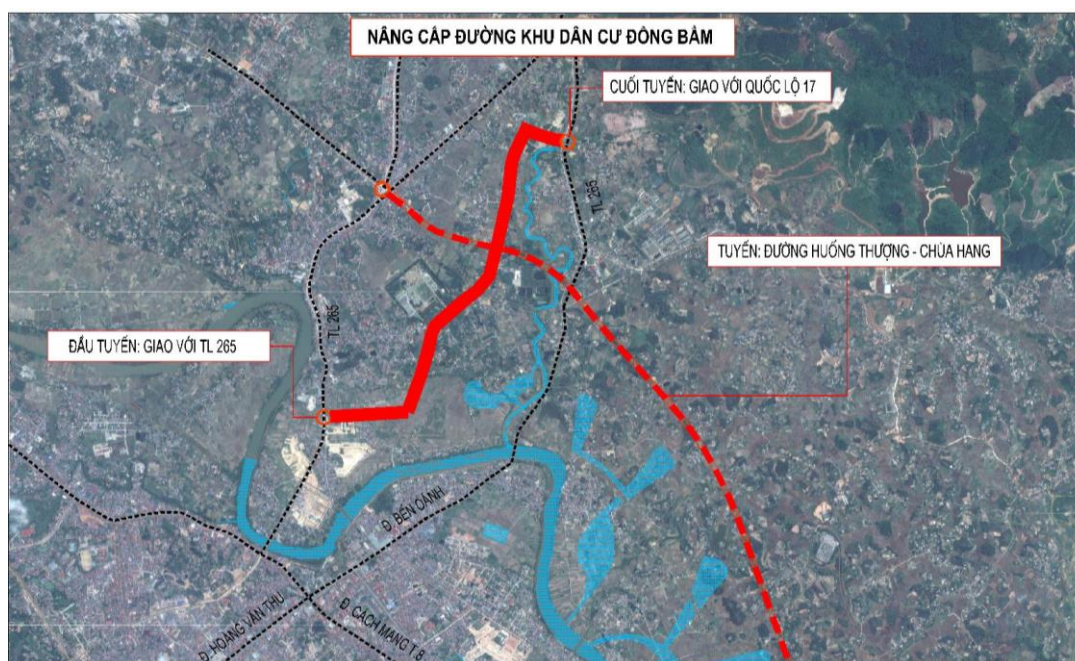 NÂNG CẤP ĐƯỜNG KHU DÂN CƯ ĐỒNG BẨM
CUỐI TUYẾN: GIAO VỚI QUỐC LỘ 17
TL 265
TUYẾN: ĐƯỜNG HUỐNG THƯỢNG - CHÙA HANG
TL 265
ĐẦU TUYẾN: GIAO VỚI TL 265
Đ. BẾN OÁNH
Đ. HOÀNG VĂN THỤ
Đ. CÁCH MẠNG T.8